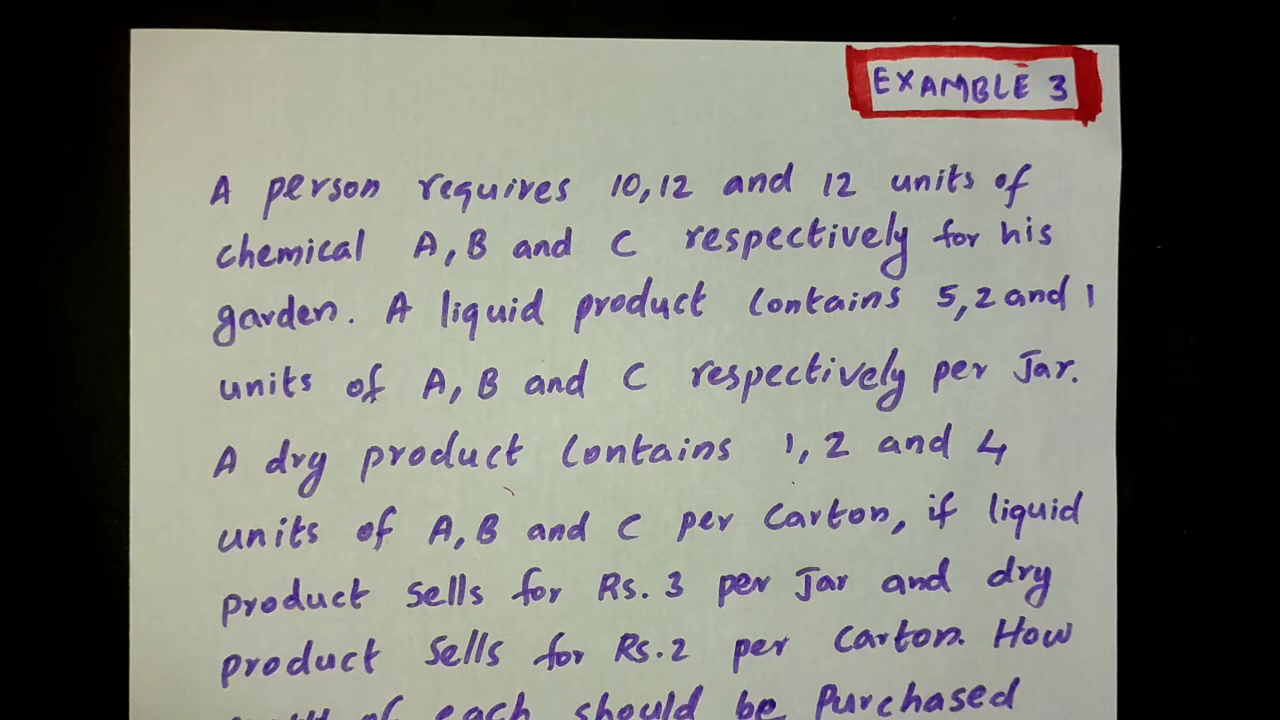 EXAMBLE 3
A person requires 10,12 and 12 units of
chemical A,B and C respectively for his
garden. A liquid product contains 5,2 and 1
units of A,B and C respectively per Jar.
A dry product contains 1,2 and 4
units of A,B and C per carton, if liquid
product sells for Rs.3 per Jar and dry
product sells for Rs.2 per carton. How
of each should be purchased